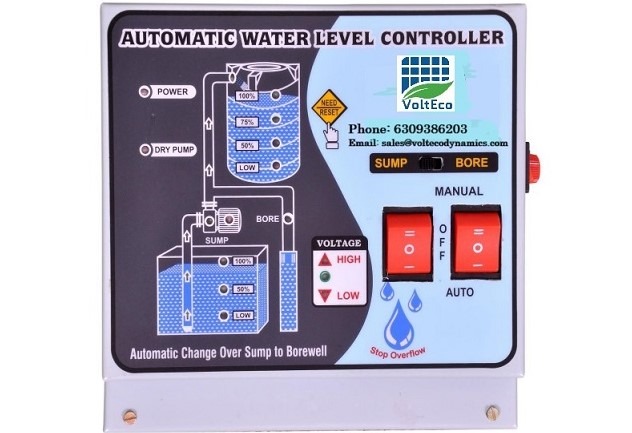 AUTOMATIC WATER LEVEL CONTROLLER
VoltEco
POWER
DRY PUMP
100%
75%
50%
LOW
NEED
RESET
Phone: 6309386203
Email: sales@voltecodynamics.com
SUMP BORE
MANUAL
OFF
AUTO
BORE
SUMP
VOLTAGE
HIGH
LOW
100%
50%
LOW
Stop Overflow
Automatic Change Over Sump to Borewell